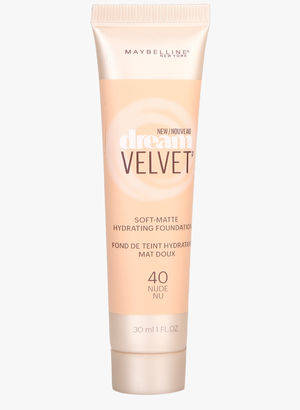 MAYBELLINE®
NEW YORK
NEW/NOUVEAU
dream
VELVET
SOFT-MATTE
HYDRATING FOUNDATION
FOND DE TEINT HYDRATA
MAT DOUX
40
NUDE
NU
30 ml 1 FL OZ